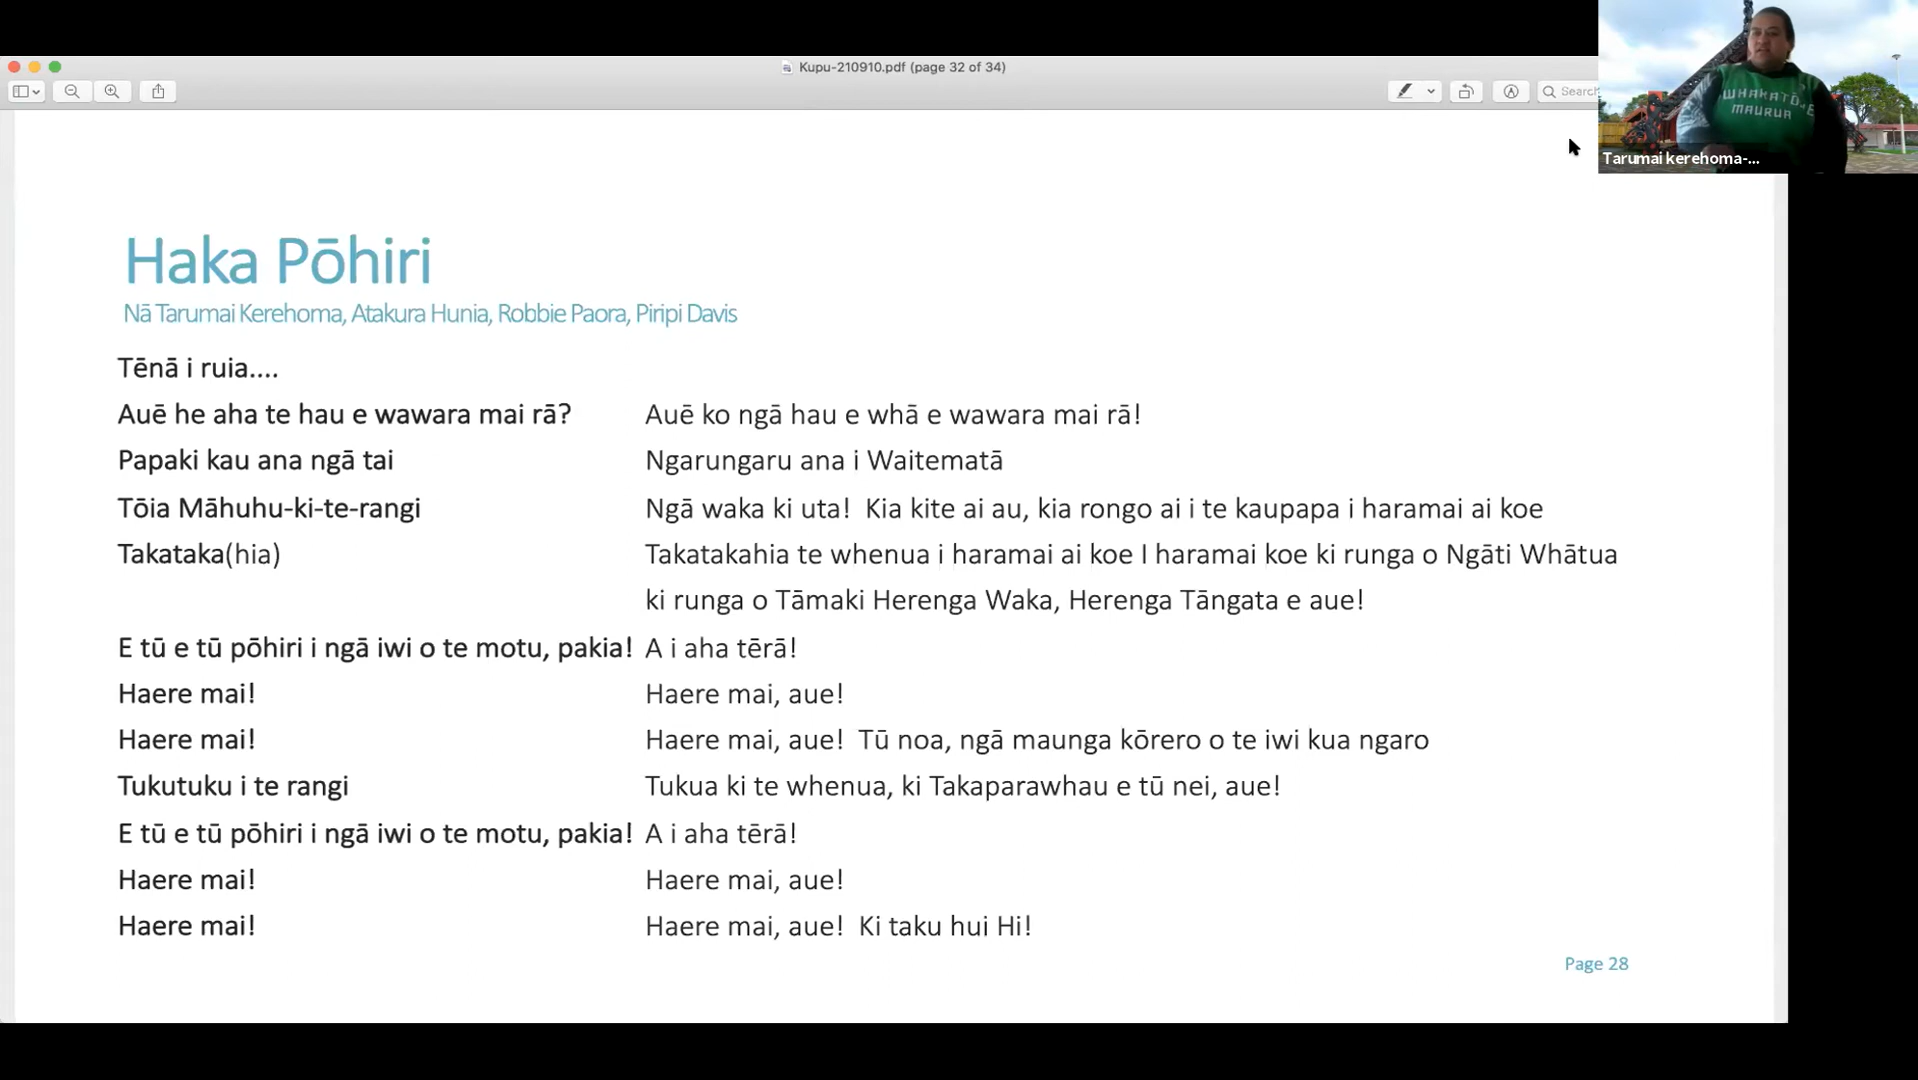 Kupu-210910.pdf (page 32 of 34)
Search
WHAKATŌ
MAURUA
Tarumai kerehoma-...
Haka Pōhiri
Nā Tarumai Kerehoma, Atakura Hunia, Robbie Paora, Piripi Davis
Tēnā i ruia....
Auē he aha te hau e wawara mai rā? Auē ko ngā hau e whā e wawara mai rā!
Papaki kau ana ngā tai Ngarungaru ana i Waitematā
Tōia Māhuhu-ki-te-rangi Ngā waka ki uta! Kia kite ai au, kia rongo ai i te kaupapa i haramai ai koe
Takataka(hia) Takatakahia te whenua i haramai ai koe I haramai koe ki runga o Ngāti Whātua
ki runga o Tāmaki Herenga Waka, Herenga Tāngata e aue!
E tū e tū pōhiri i ngā iwi o te motu, pakia! A i aha tērā!
Haere mai! Haere mai, aue!
Haere mai! Haere mai, aue! Tū noa, ngā maunga kōrero o te iwi kua ngaro
Tukutuku i te rangi Tukua ki te whenua, ki Takaparawhau e tū nei, aue!
E tū e tū pōhiri i ngā iwi o te motu, pakia! A i aha tērā!
Haere mai! Haere mai, aue!
Haere mai! Haere mai, aue! Ki taku hui Hi!
Page 28